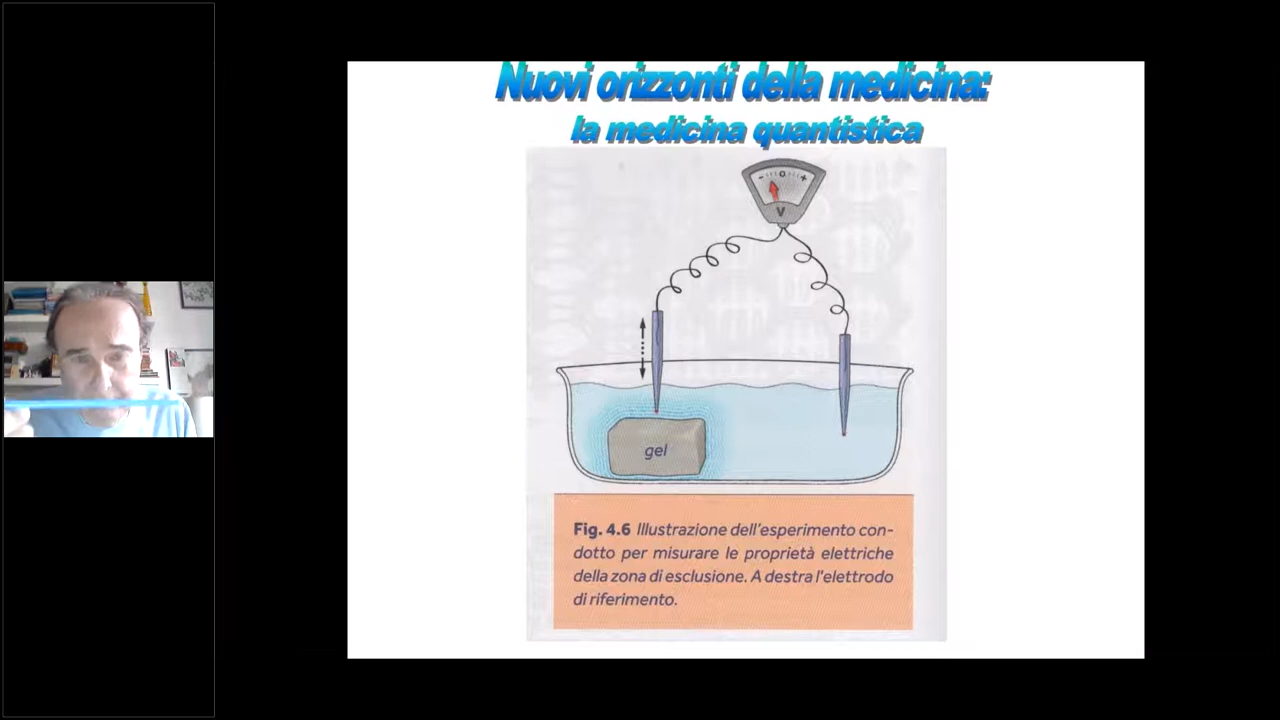 Nuovi orizzonti della medicina:
la medicina quantistica
- 0 +
V
gel
Fig. 4.6 Illustrazione dell'esperimento con-
dotto per misurare le proprietà elettriche
della zona di esclusione. A destra l'elettrodo
di riferimento.